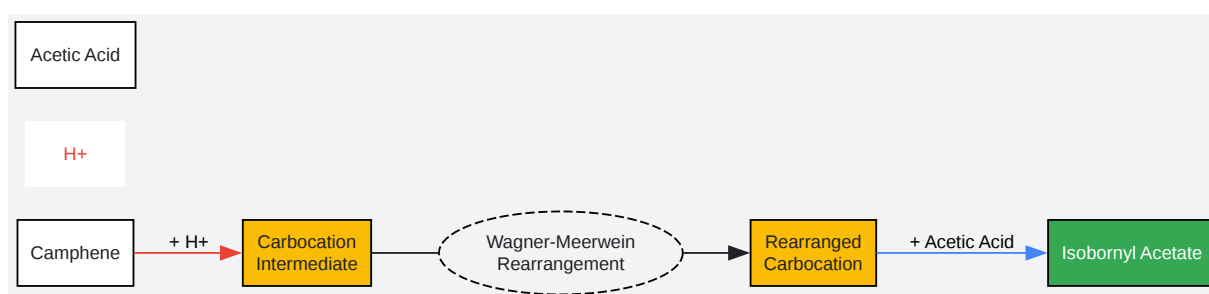 Acetic Acid
H+
Camphene
+ H+
Carbocation
Intermediate
Wagner-Meerwein
Rearrangement
Rearranged
Carbocation
+ Acetic Acid
Isobornyl Acetate